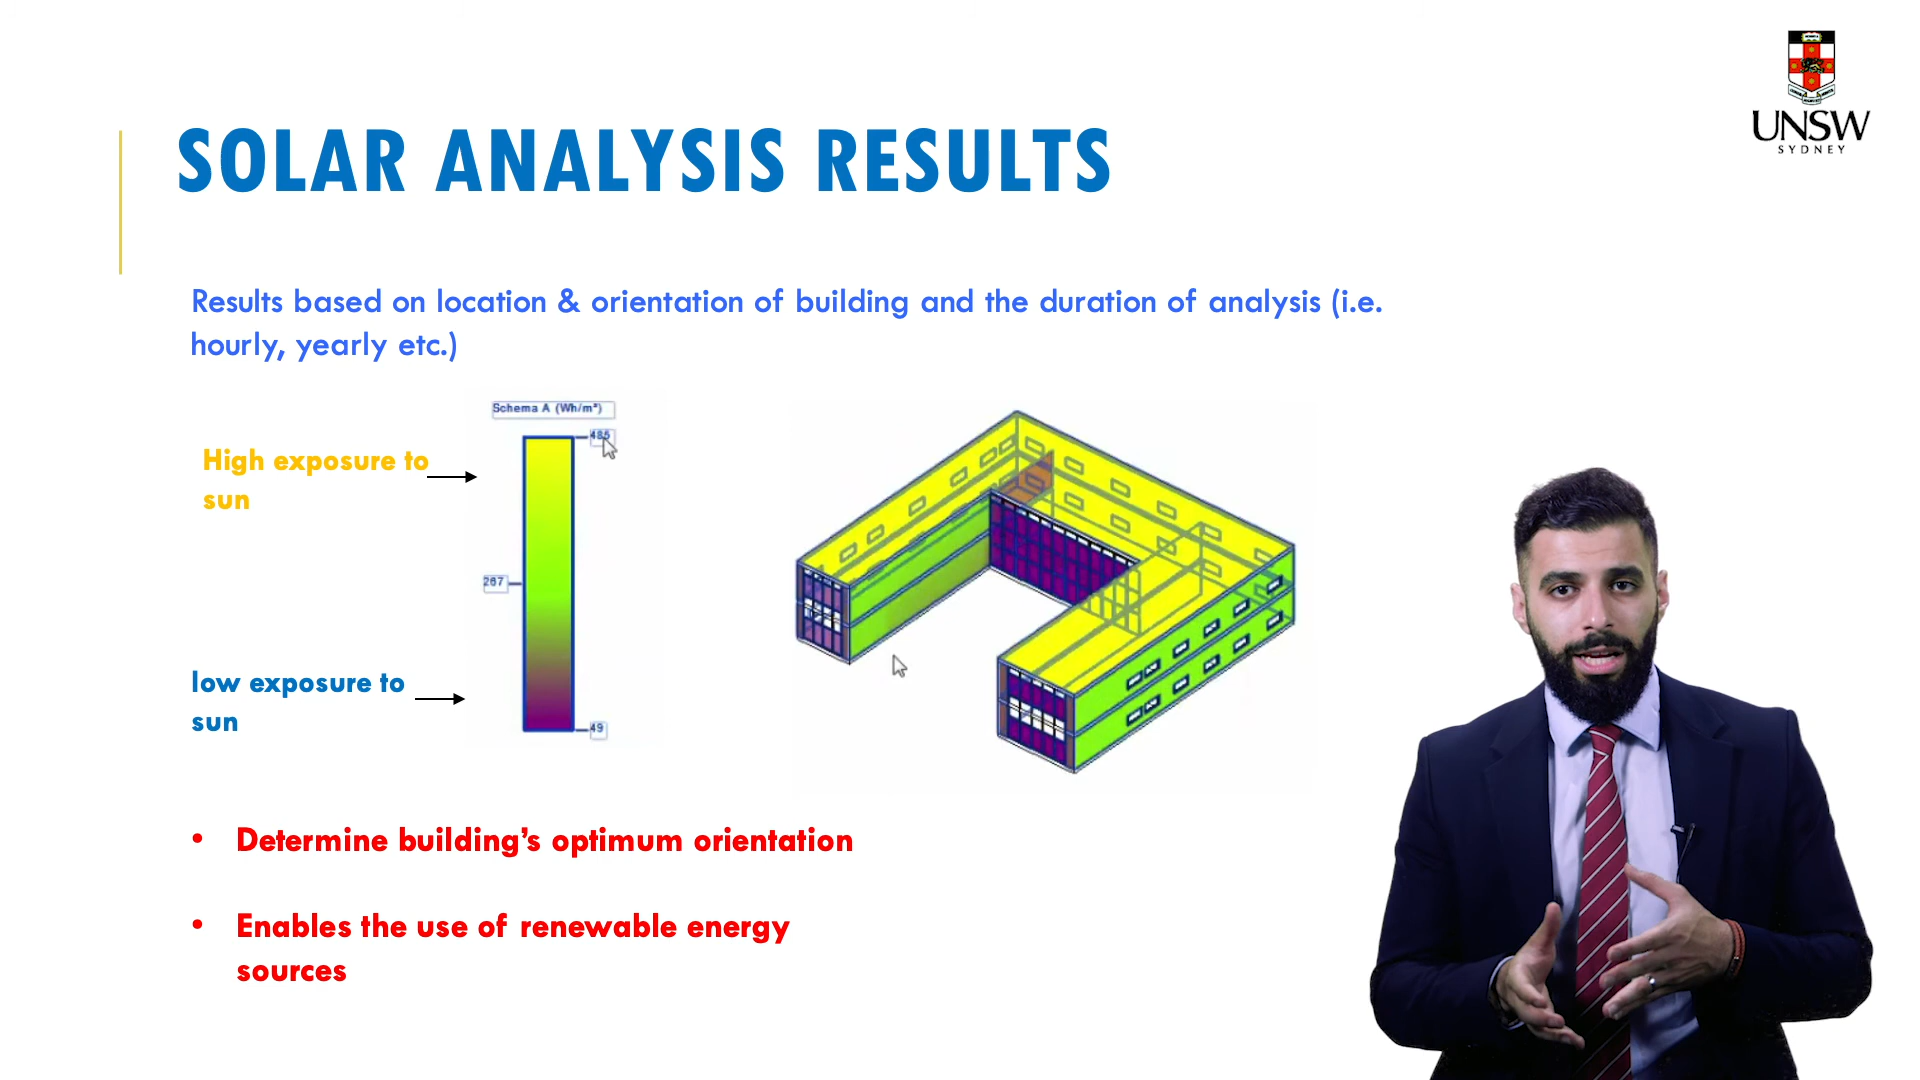 UNSW
SYDNEY
SOLAR ANALYSIS RESULTS
Results based on location & orientation of building and the duration of analysis (i.e.
hourly, yearly etc.)
Schema A (Wh/m²)
485
High exposure to
sun
267
low exposure to
sun
49
• Determine building’s optimum orientation
• Enables the use of renewable energy
sources